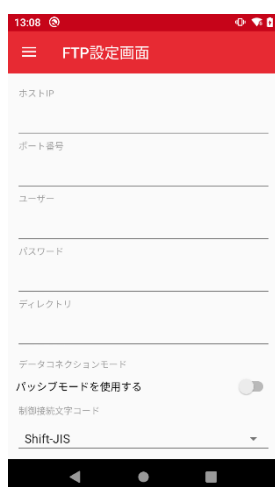 13:08
FTP設定画面
ホストIP
ポート番号
ユーザー
パスワード
ディレクトリ
データコネクションモード
パッシブモードを使用する
制御接続文字コード
Shift-JIS